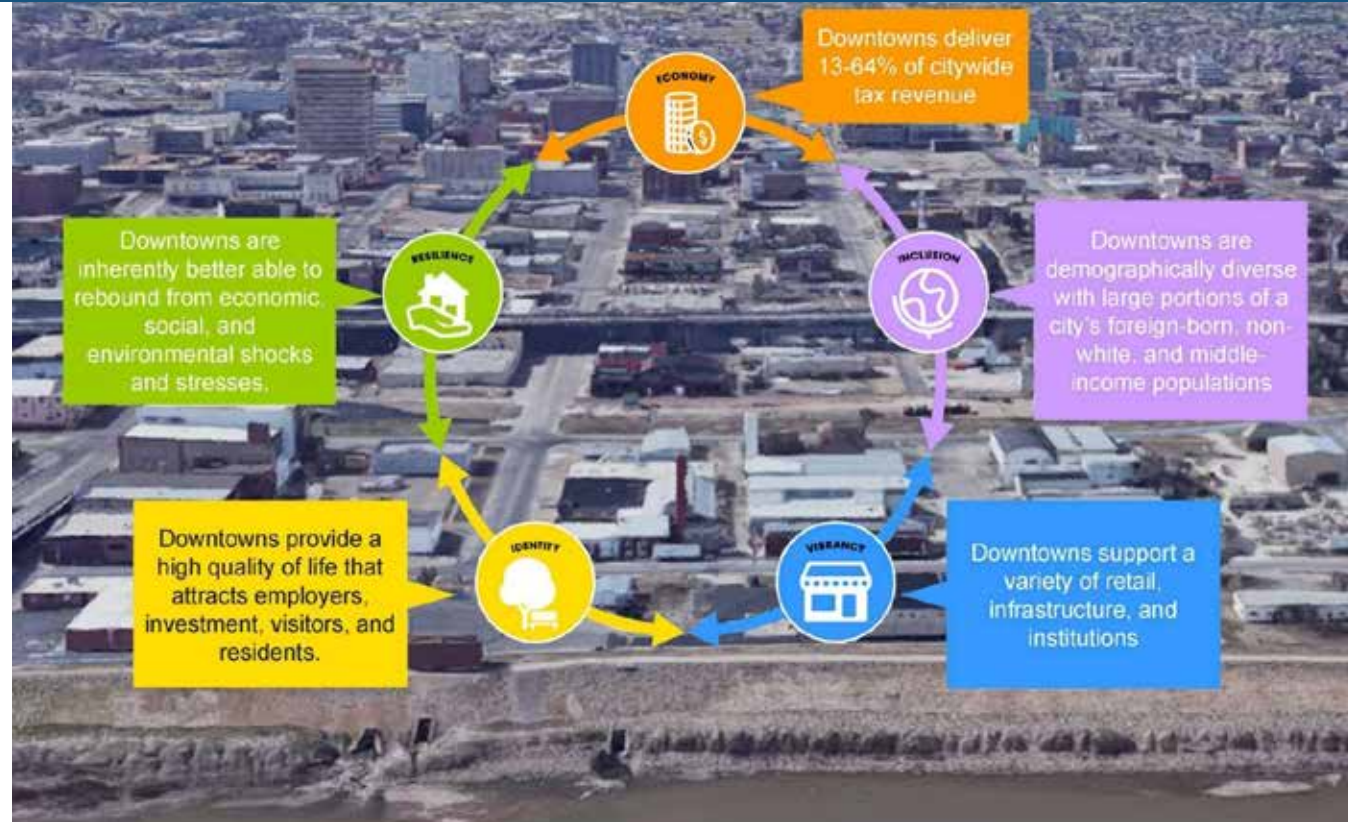 ECONOMY
Downtowns deliver
13-64% of citywide
tax revenue
RESILIENCE
Downtowns are
inherently better able to
rebound from economic,
social, and
environmental shocks
and stresses.
INCLUSION
Downtowns are
demographically diverse
with large portions of a
city's foreign-born, non-
white, and middle-
income populations
IDENTITY
Downtowns provide a
high quality of life that
attracts employers,
investment, visitors, and
residents.
VIBRANCY
Downtowns support a
variety of retail,
infrastructure, and
institutions